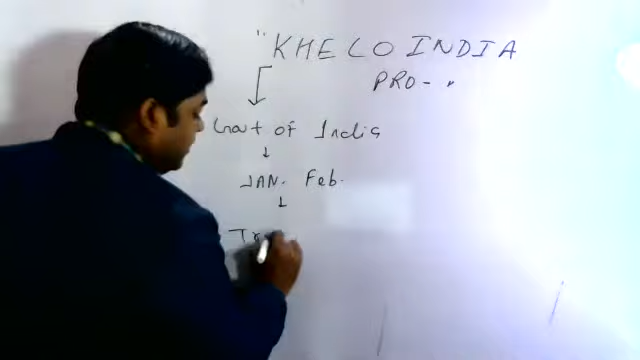 " KHELO INDIA
PRO- "
Govt of India
JAN. Feb.
Tr